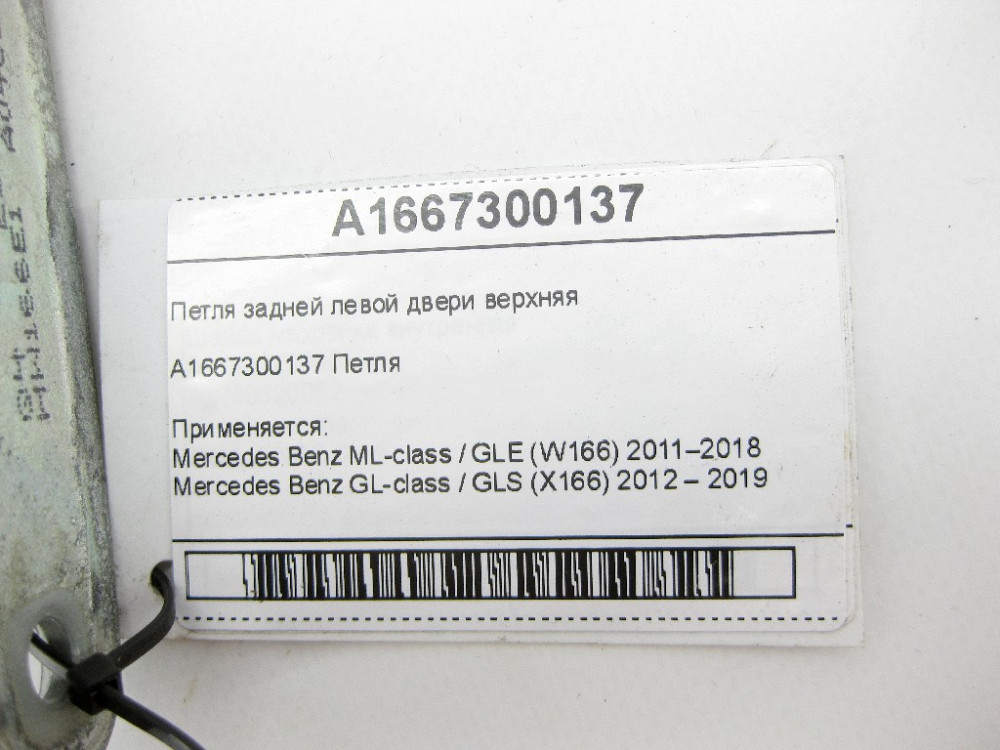 A1667300137
Петля задней левой двери верхняя
A1667300137 Петля
Применяется:
Mercedes Benz ML-class / GLE (W166) 2011–2018
Mercedes Benz GL-class / GLS (X166) 2012 – 2019